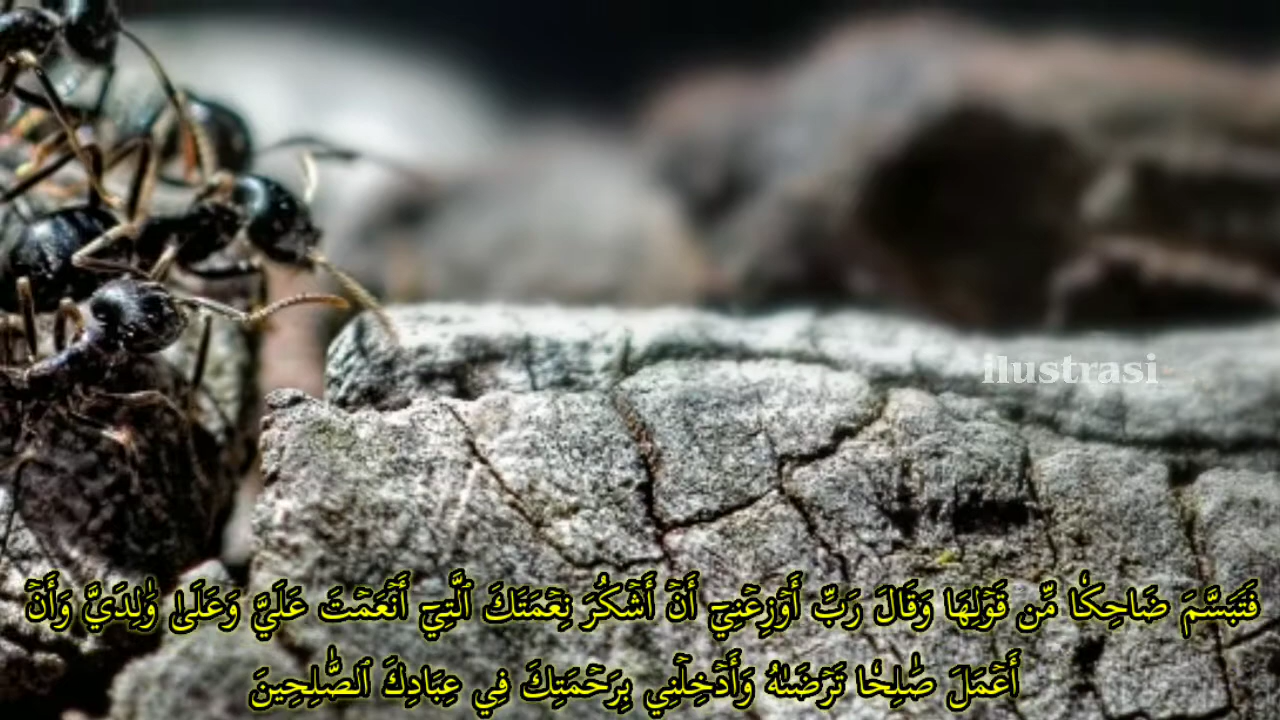 ilustrasi
فَتَبَسَّمَ ضَاحِكٗا مِّن قَوۡلِهَا وَقَالَ رَبِّ أَوۡزِعۡنِيٓ أَنۡ أَشۡكُرَ نِعۡمَتَكَ ٱلَّتِيٓ أَنۡعَمۡتَ عَلَيَّ وَعَلَىٰ وَٰلِدَيَّ وَأَنۡ
أَعۡمَلَ صَٰلِحٗا تَرۡضَىٰهُ وَأَدۡخِلۡنِي بِرَحۡمَتِكَ فِي عِبَادِكَ ٱلصَّٰلِحِينَ